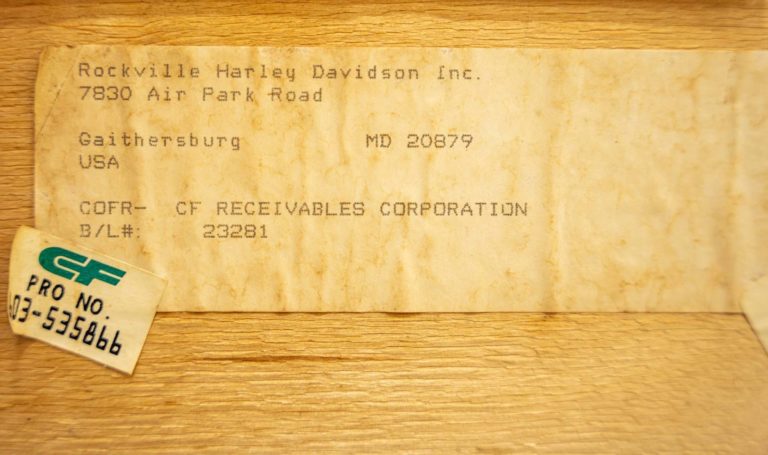 Rockville Harley Davidson Inc.
7830 Air Park Road
Gaithersburg MD 20879
USA
COFR- CF RECEIVABLES CORPORATION
B/L#: 23281
CF
PRO NO.
03-535866